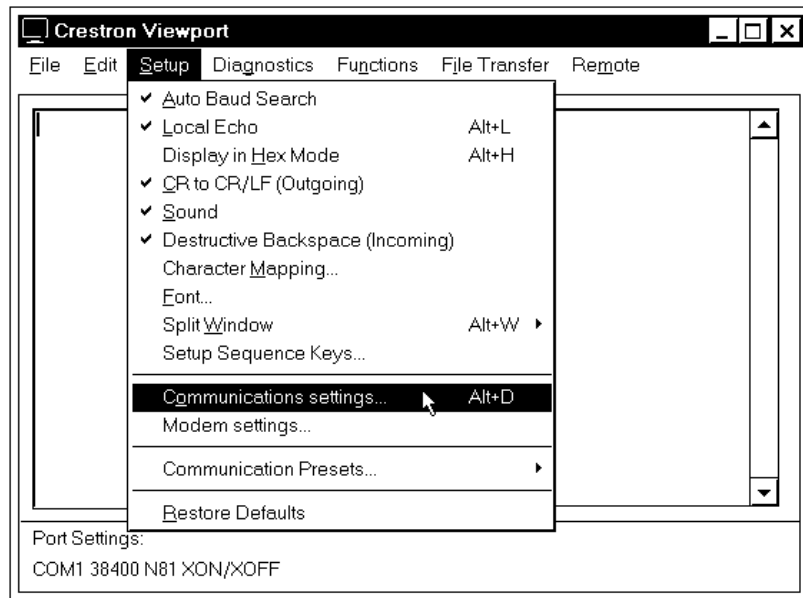 Crestron Viewport
File Edit Setup Diagnostics Functions File Transfer Remote
Auto Baud Search
Local Echo Alt+L
Display in Hex Mode Alt+H
CR to CR/LF (Outgoing)
Sound
Destructive Backspace (Incoming)
Character Mapping...
Font...
Split Window Alt+W
Setup Sequence Keys...
Communications settings... Alt+D
Modem settings...
Communication Presets...
Restore Defaults
Port Settings:
COM1 38400 N81 XON/XOFF